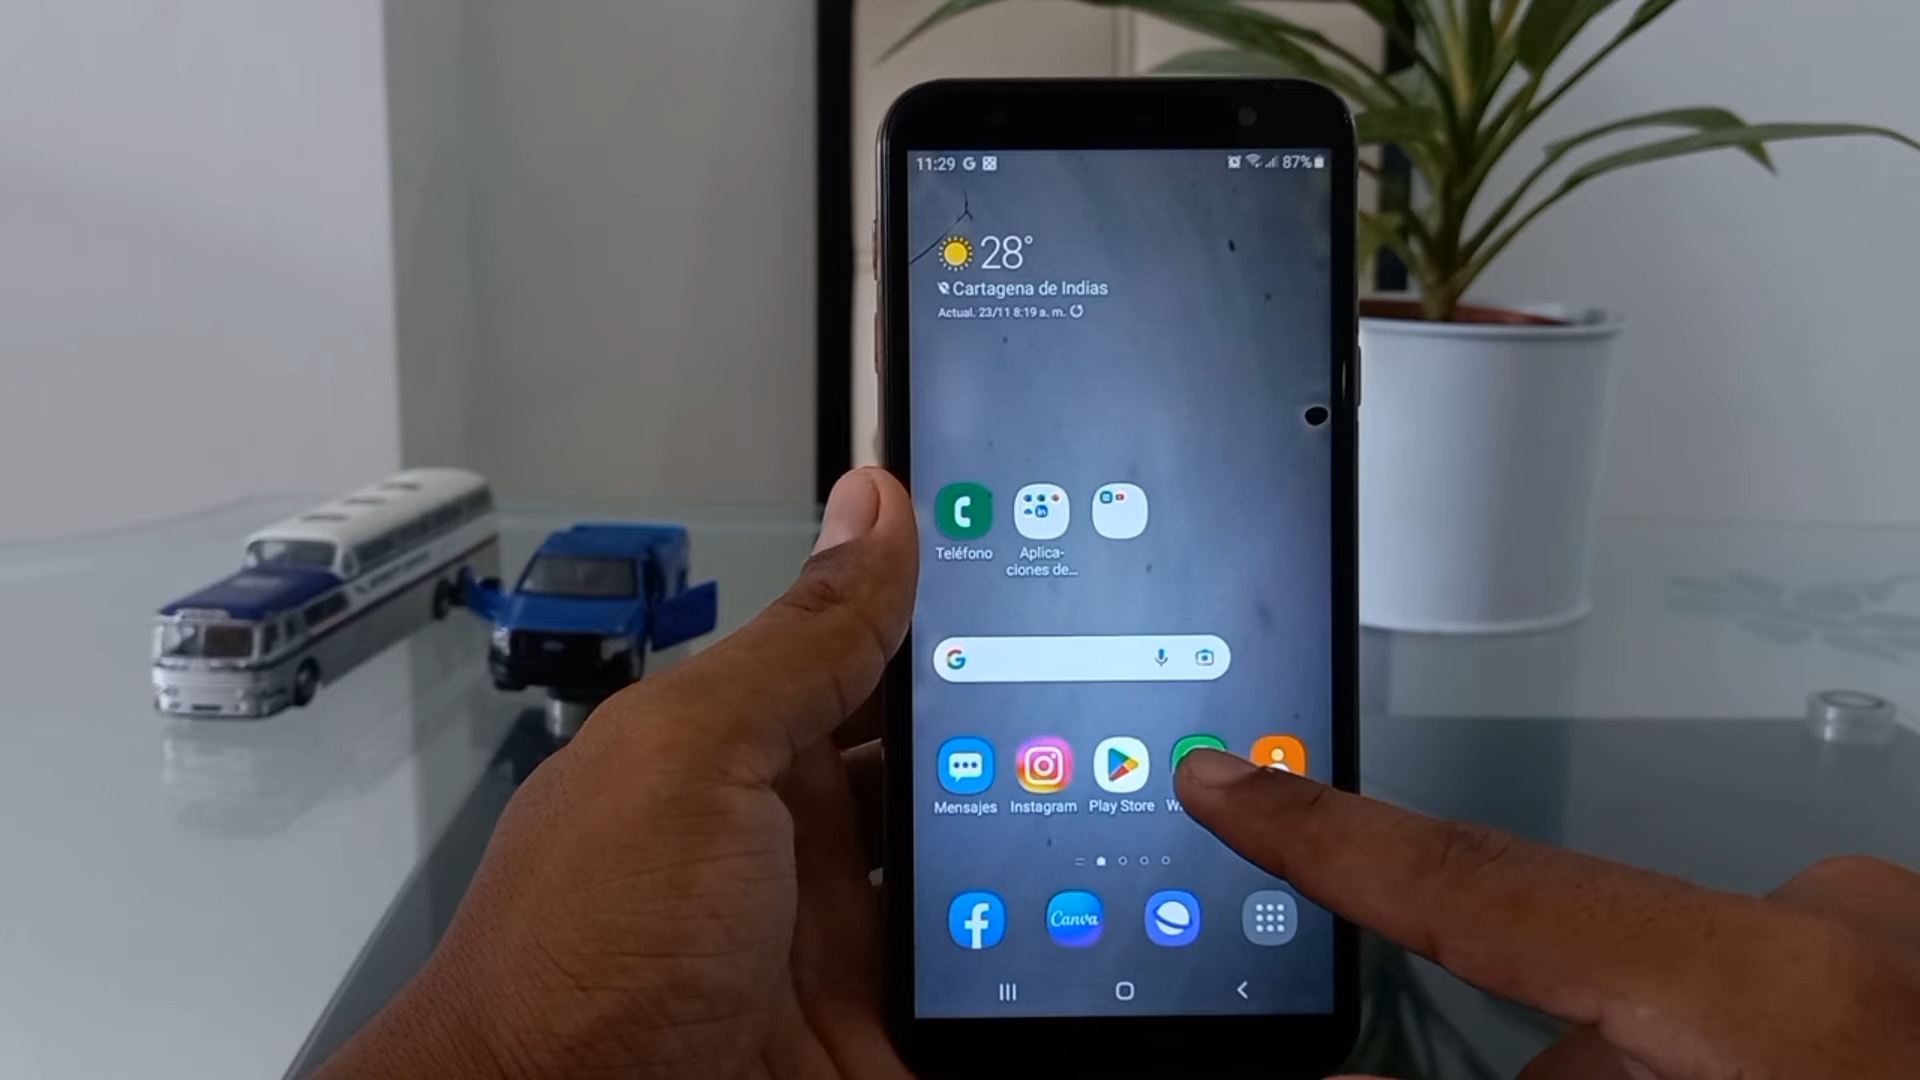 11:29 G 87%
28°
Cartagena de Indias
Actual. 23/11 8:19 a. m.
in
Teléfono
Aplica-
ciones de...
G
Mensajes Instagram Play Store
f Canva